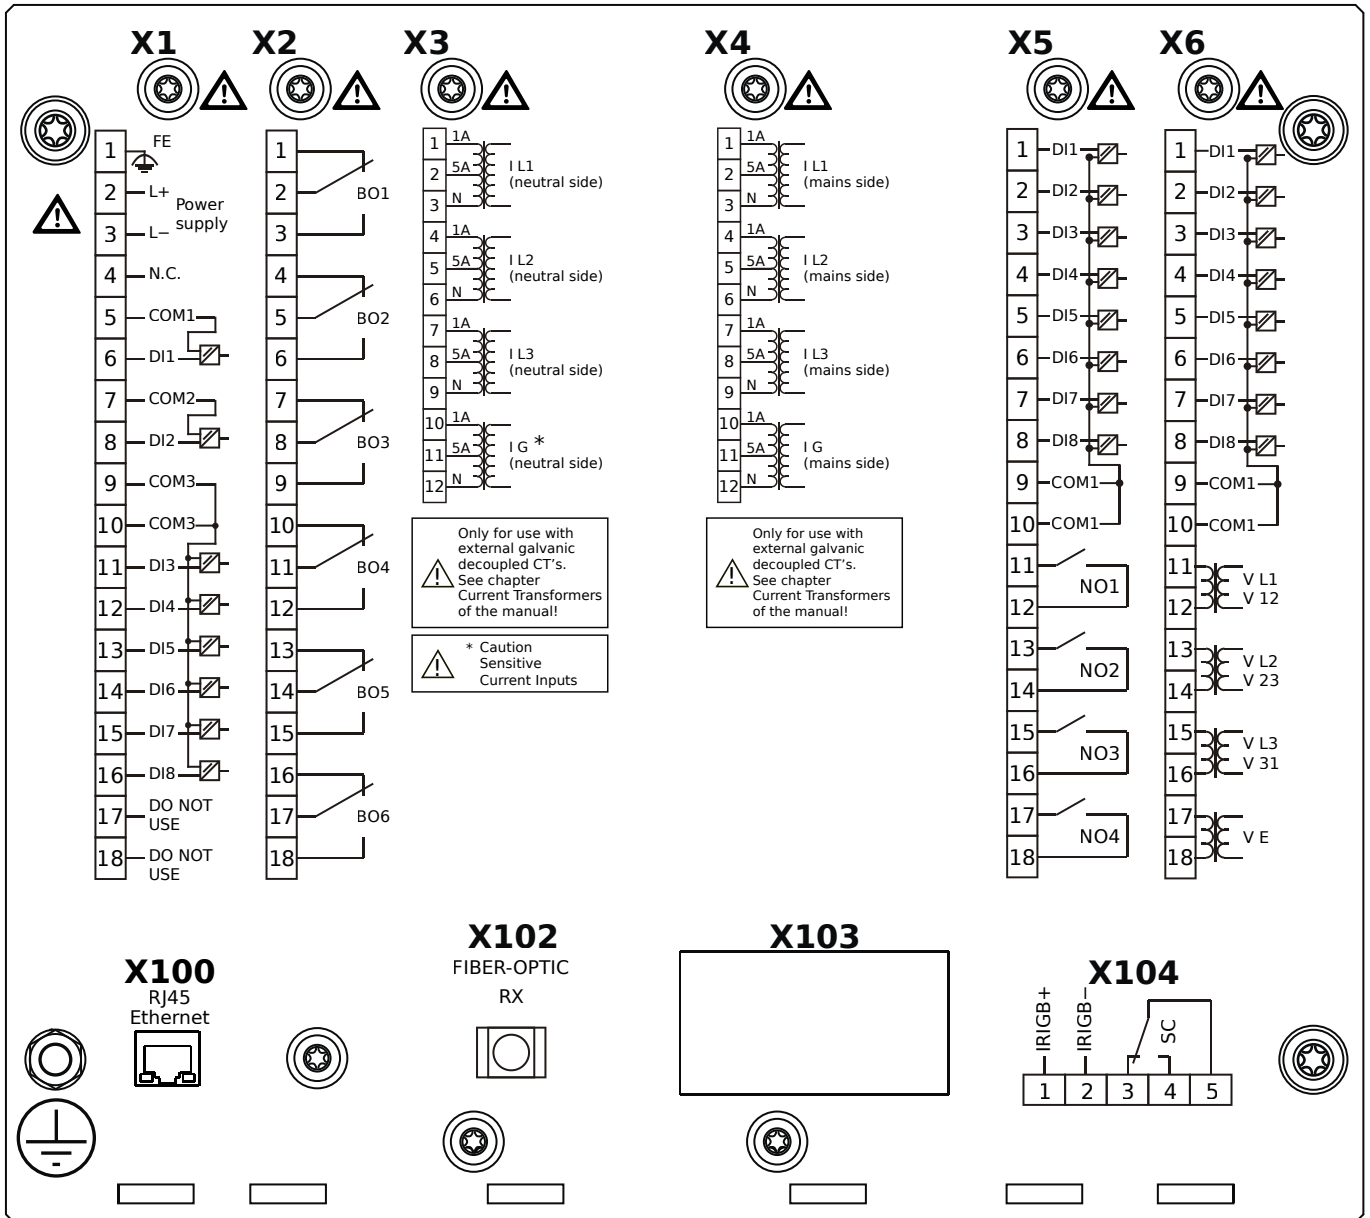 X1
X2
X3
X4
X5
X6
1
FE
2
L+
Power
supply
3
L−
4
N.C.
5
COM1
6
DI1
7
COM2
8
DI2
9
COM3
10
COM3
11
DI3
12
DI4
13
DI5
14
DI6
15
DI7
16
DI8
17
DO NOT
USE
18
DO NOT
USE
1
2
BO1
3
4
5
BO2
6
7
8
BO3
9
10
11
BO4
12
13
14
BO5
15
16
17
BO6
18
1
1A
2
5A
3
N
I L1
(neutral side)
4
1A
5
5A
6
N
I L2
(neutral side)
7
1A
8
5A
9
N
I L3
(neutral side)
10
1A
11
5A
12
N
I G *
(neutral side)
Only for use with
external galvanic
decoupled CT's.
See chapter
Current Transformers
of the manual!
* Caution
Sensitive
Current Inputs
1
1A
2
5A
3
N
I L1
(mains side)
4
1A
5
5A
6
N
I L2
(mains side)
7
1A
8
5A
9
N
I L3
(mains side)
10
1A
11
5A
12
N
I G
(mains side)
Only for use with
external galvanic
decoupled CT's.
See chapter
Current Transformers
of the manual!
1
DI1
2
DI2
3
DI3
4
DI4
5
DI5
6
DI6
7
DI7
8
DI8
9
COM1
10
COM1
11
NO1
12
13
NO2
14
15
NO3
16
17
NO4
18
1
DI1
2
DI2
3
DI3
4
DI4
5
DI5
6
DI6
7
DI7
8
DI8
9
COM1
10
COM1
11
V L1
V 12
12
13
V L2
V 23
14
15
V L3
V 31
16
17
V E
18
X100
RJ45
Ethernet
X102
FIBER-OPTIC
RX
X103
X104
IRIGB+
IRIGB−
SC
1 2 3 4 5